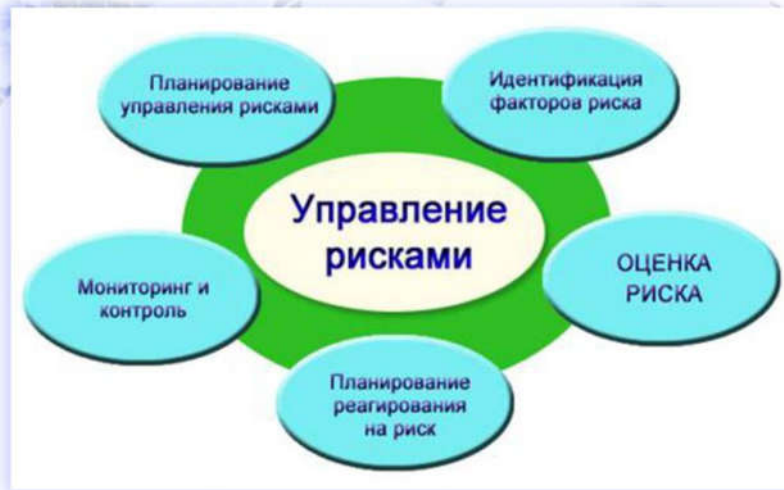 Планирование
управления рисками
Идентификация
факторов риска
Управление
рисками
ОЦЕНКА
РИСКА
Мониторинг и
контроль
Планирование
реагирования
на риск